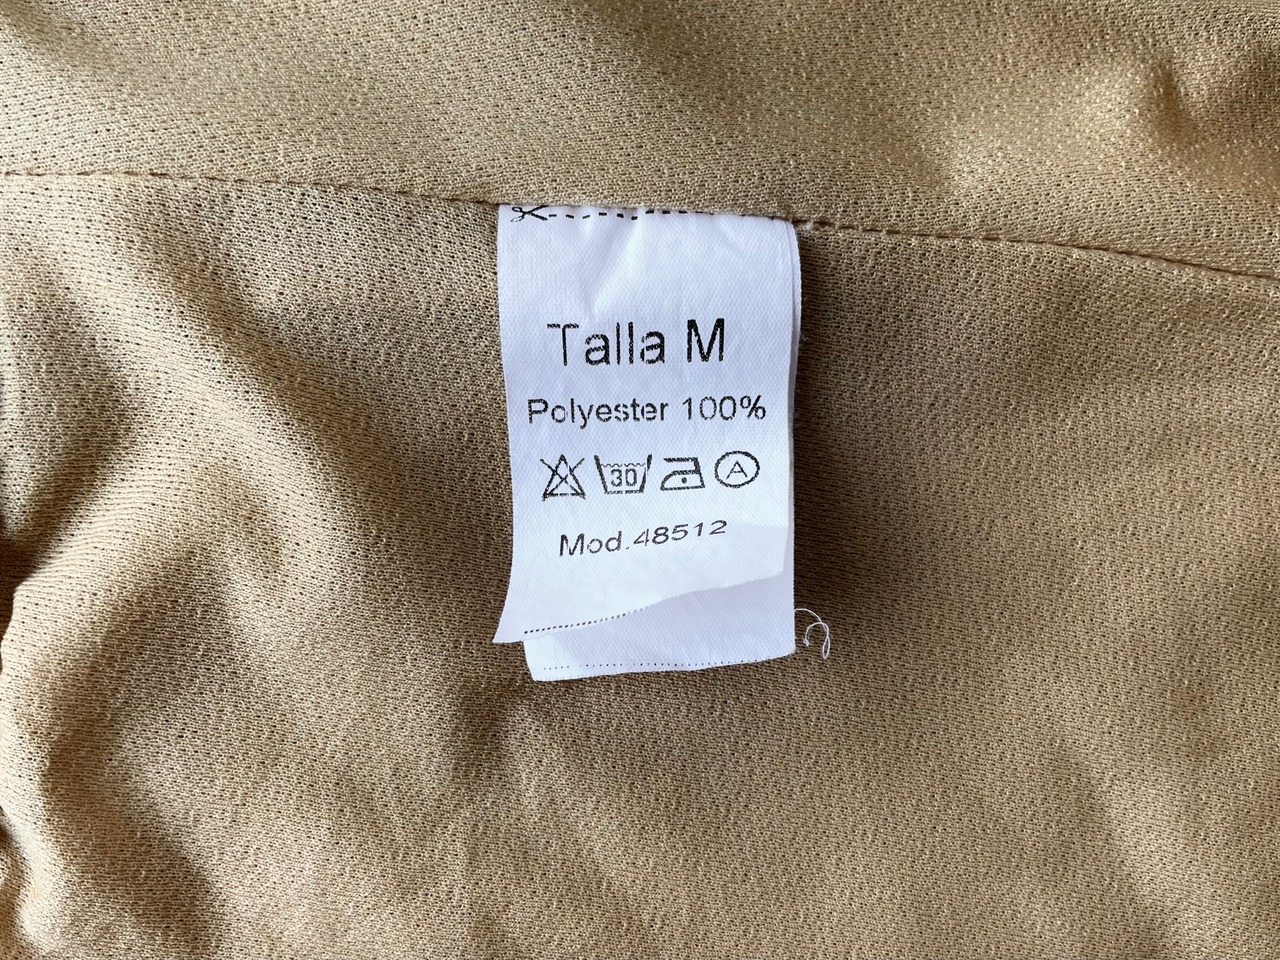 Talla M
Polyester 100%
30 A
Mod.48512